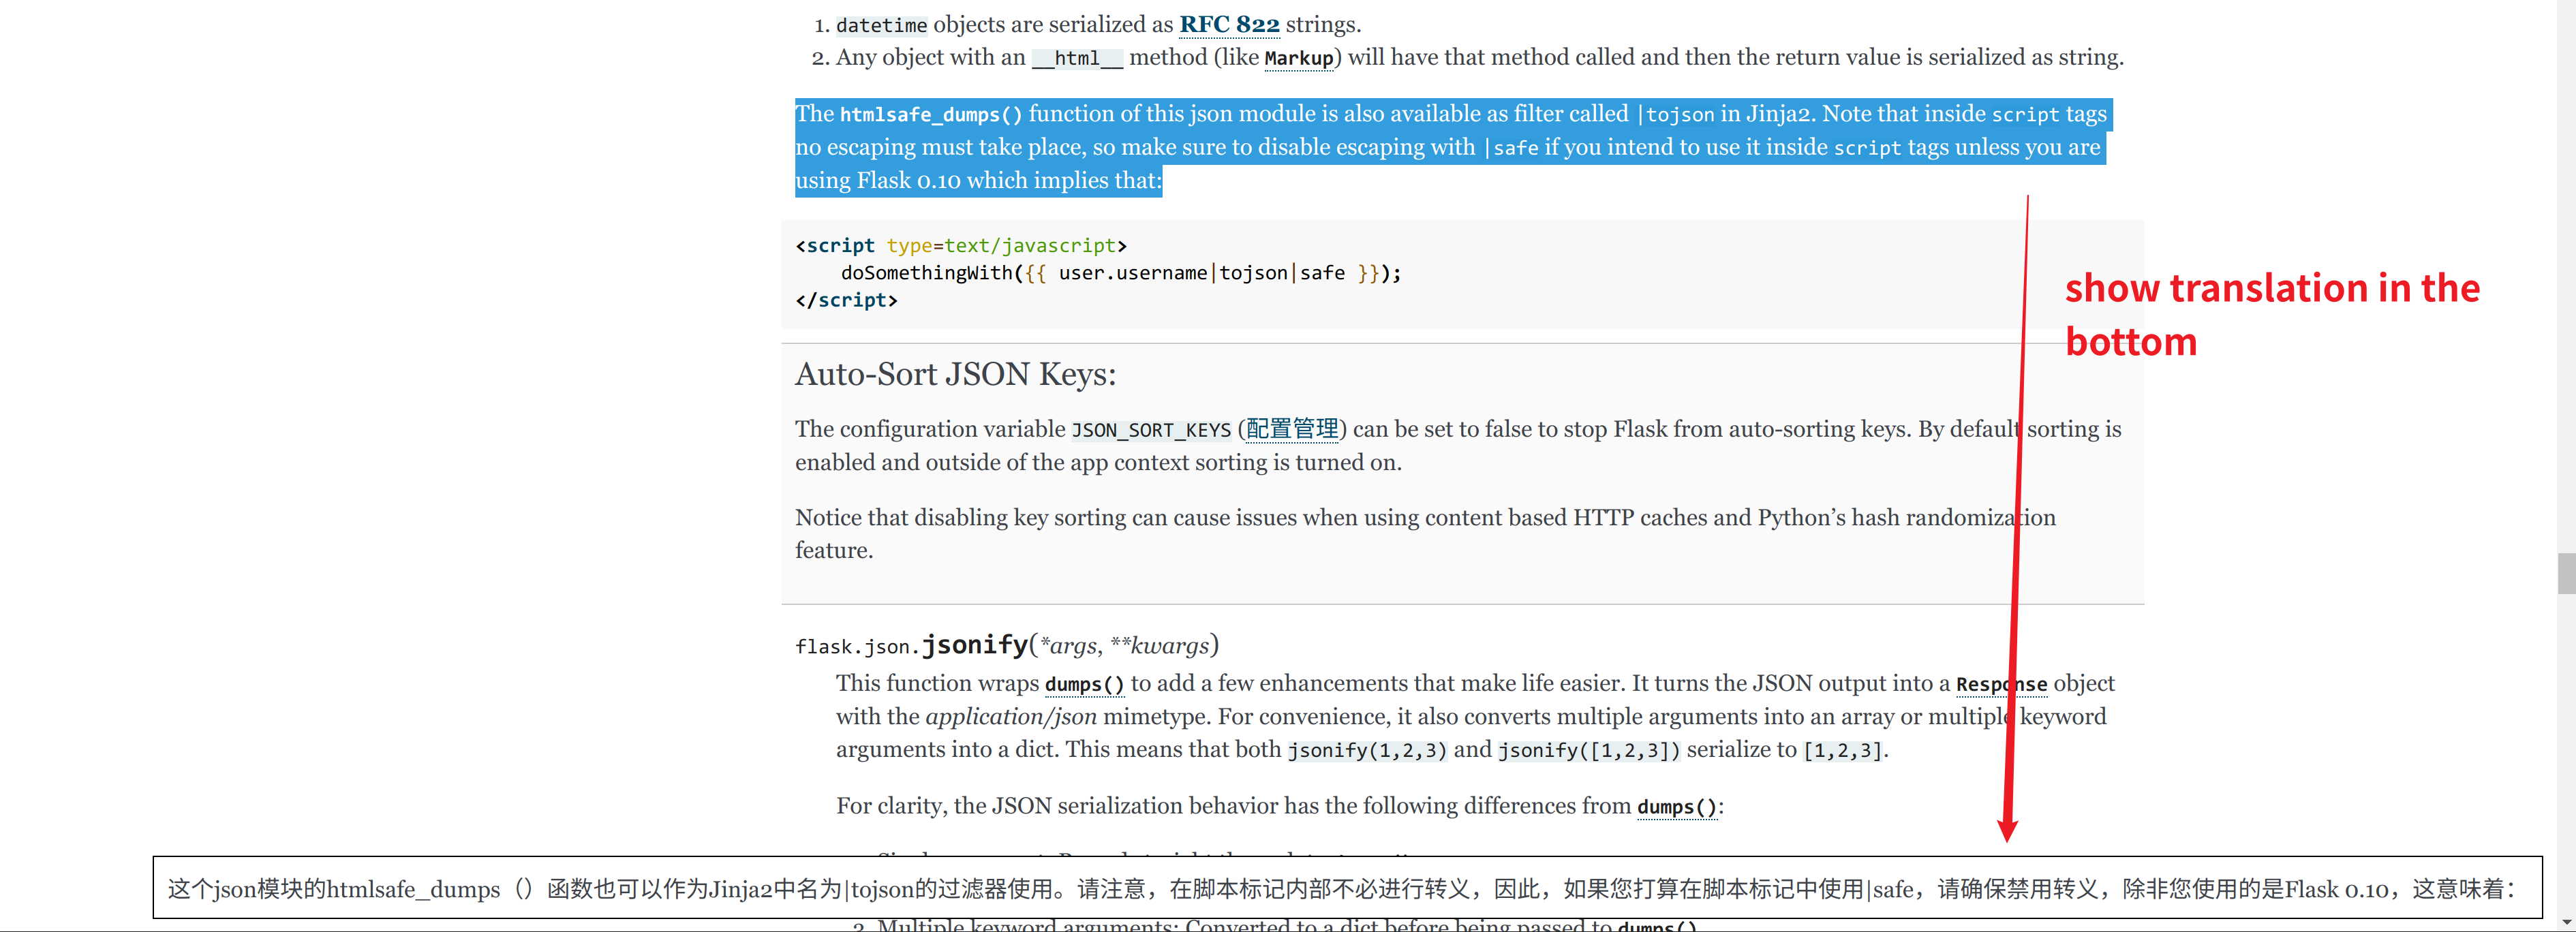 1. datetime objects are serialized as RFC 822 strings.
2. Any object with an __html__ method (like Markup) will have that method called and then the return value is serialized as string.
The htmlsafe_dumps() function of this json module is also available as filter called |tojson in Jinja2. Note that inside script tags
no escaping must take place, so make sure to disable escaping with |safe if you intend to use it inside script tags unless you are
using Flask 0.10 which implies that:
<script type=text/javascript>
    doSomethingWith({{ user.username|tojson|safe }});
</script>
show translation in the
bottom
Auto-Sort JSON Keys:
The configuration variable JSON_SORT_KEYS (配置管理) can be set to false to stop Flask from auto-sorting keys. By default sorting is
enabled and outside of the app context sorting is turned on.
Notice that disabling key sorting can cause issues when using content based HTTP caches and Python’s hash randomization
feature.
flask.json.jsonify(*args, **kwargs)
This function wraps dumps() to add a few enhancements that make life easier. It turns the JSON output into a Response object
with the application/json mimetype. For convenience, it also converts multiple arguments into an array or multiple keyword
arguments into a dict. This means that both jsonify(1,2,3) and jsonify([1,2,3]) serialize to [1,2,3].
For clarity, the JSON serialization behavior has the following differences from dumps():
这个json模块的htmlsafe_dumps（）函数也可以作为Jinja2中名为|tojson的过滤器使用。请注意，在脚本标记内部不必进行转义，因此，如果您打算在脚本标记中使用|safe，请确保禁用转义，除非您使用的是Flask 0.10，这意味着：
2. Multiple keyword arguments: Converted to a dict before being passed to dumps()